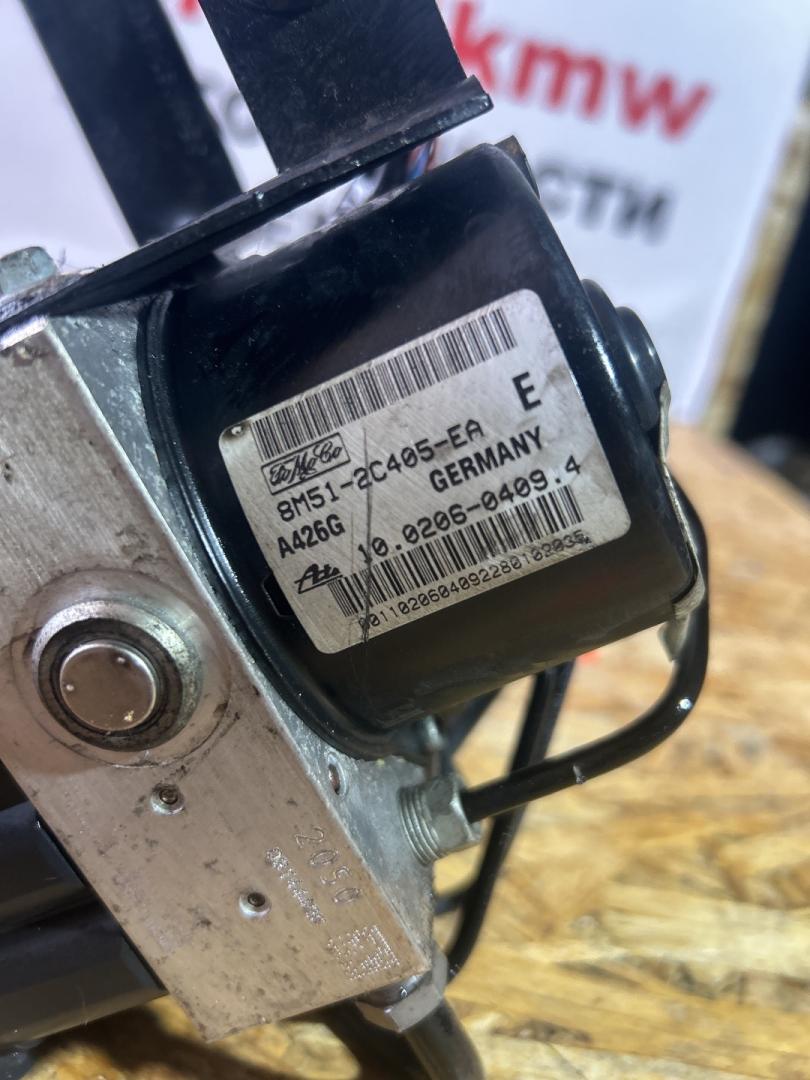 kmw
СТИ
E
FoMoCo
8M51-2C405-EA
GERMANY
A426G
10.0206-0409.4
Ate
2050